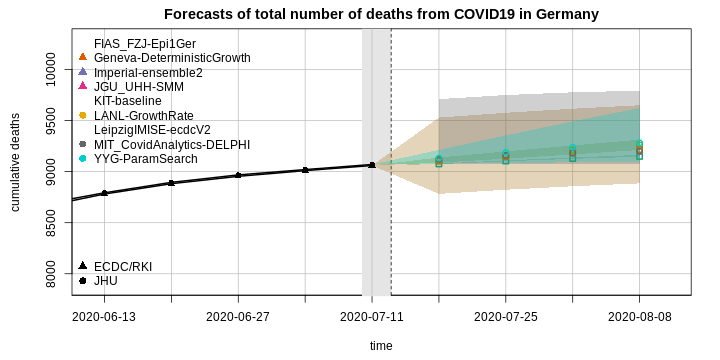 Forecasts of total number of deaths from COVID19 in Germany
cumulative deaths
10000
9500
9000
8500
8000
FIAS_FZJ-Epi1Ger
Geneva-DeterministicGrowth
Imperial-ensemble2
JGU_UHH-SMM
KIT-baseline
LANL-GrowthRate
LeipzigIMISE-ecdcV2
MIT_CovidAnalytics-DELPHI
YYG-ParamSearch
ECDC/RKI
JHU
2020-06-13
2020-06-27
2020-07-11
2020-07-25
2020-08-08
time